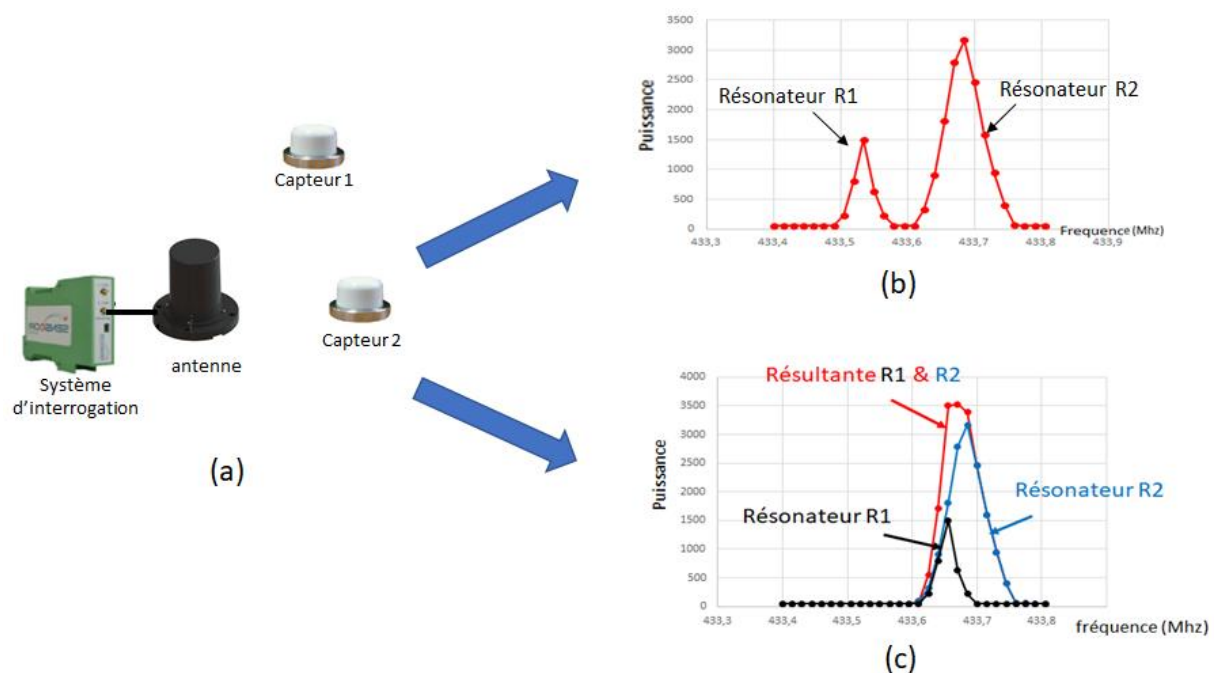 Capteur 1
Capteur 2
antenne
Système
d'interrogation
(a)
Puissance
3500
3000
2500
2000
1500
1000
500
0
Résonateur R1
Résonateur R2
433,3
433,4
433,5
433,6
433,7
433,8
433,9
Frequence (Mhz)
(b)
Résultante R1 & R2
Puissance
4000
3500
3000
2500
2000
1500
1000
500
0
Résonateur R2
Résonateur R1
433,3
433,4
433,5
433,6
433,7
433,8
fréquence (Mhz)
(c)